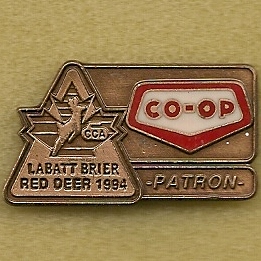 CCA
LABATT BRIER
RED DEER 1994
CO-OP
-PATRON-